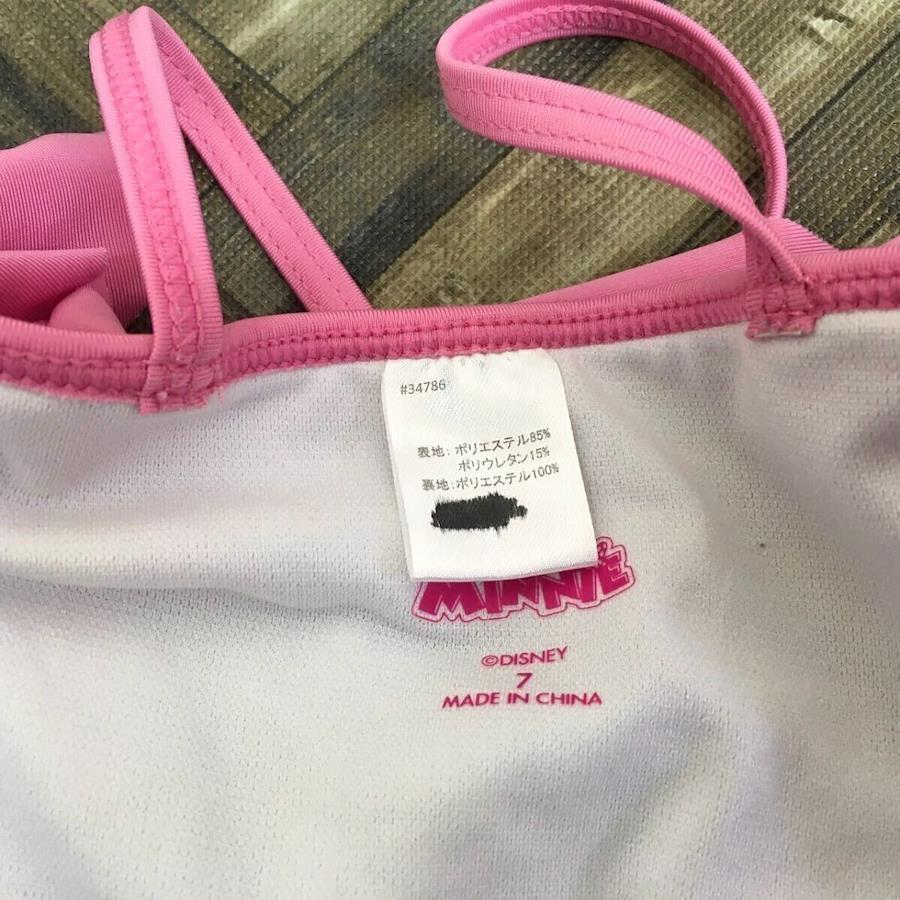 #34786
表地: ポリエステル85%
ポリウレタン15%
裏地:ポリエステル100%
MINNIE
©DISNEY
7
MADE IN CHINA